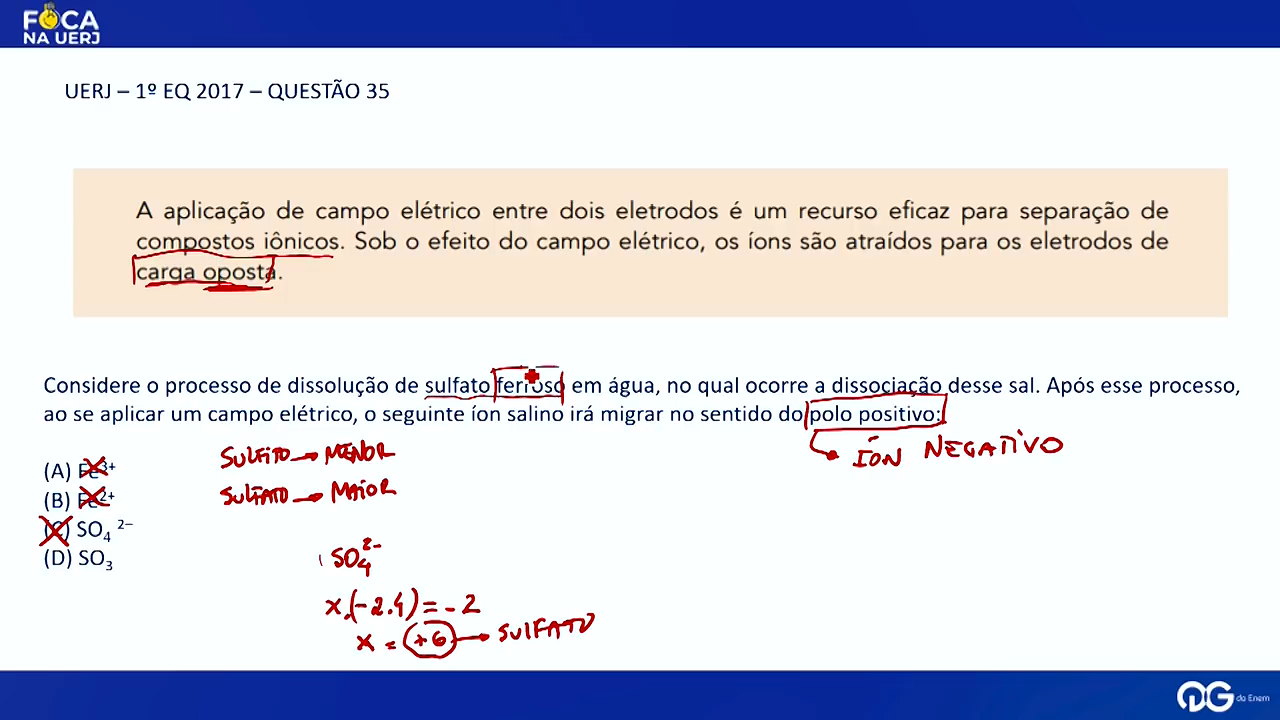 FOCA
NA UERJ
UERJ – 1º EQ 2017 – QUESTÃO 35
A aplicação de campo elétrico entre dois eletrodos é um recurso eficaz para separação de
compostos iônicos. Sob o efeito do campo elétrico, os íons são atraídos para os eletrodos de
carga oposta.
Considere o processo de dissolução de sulfato ferroso em água, no qual ocorre a dissociação desse sal. Após esse processo,
ao se aplicar um campo elétrico, o seguinte íon salino irá migrar no sentido do polo positivo:
ÍON NEGATIVO
SULFITO → MENOR
(A) Fe³⁺
SULFATO → MAIOR
(B) Fe²⁺
(C) SO₄ ²⁻
(D) SO₃
SO₄²⁻
x.(-2.4) = -2
x = +6 → SULFATO
QG do Enem